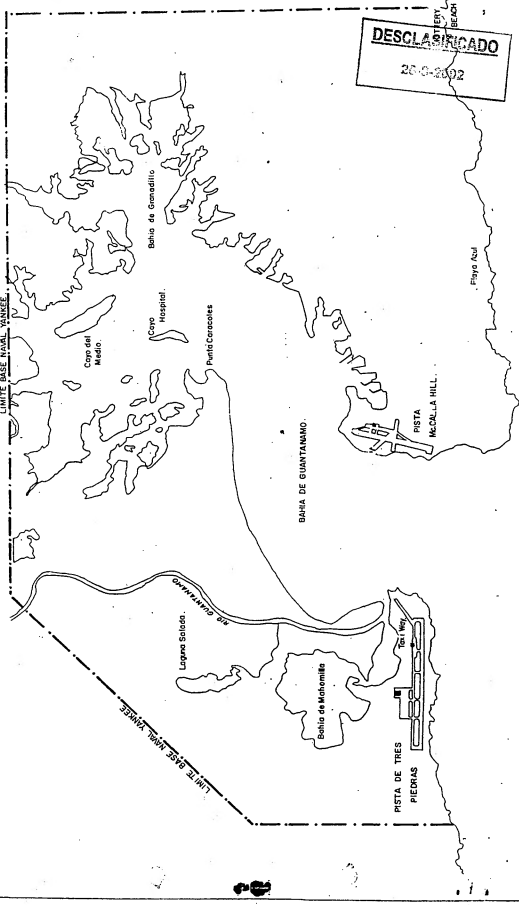 DESCLASIFICADO
BEACH
LIMITE BASE NAVAL YANKEE.
Bahia de Granadillo
Cayo del
Medio.
Cayo
Hospital.
Punta Caracoles
RIO GUANTANAMO
BAHIA DE GUANTANAMO.
Laguna Salada.
Playa Azul
PISTA
McCALLA HILL.
LIMITE BASE NAVAL YANKEE
Bahia de Mahomilla
Taxi Way.
PISTA DE TRES
PIEDRAS